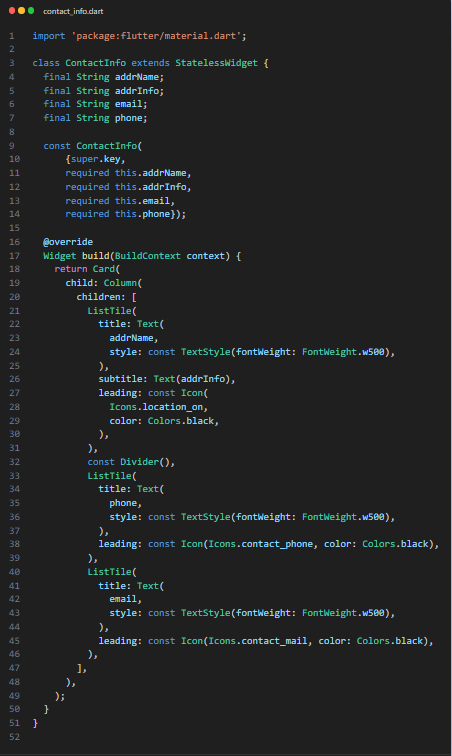 contact_info.dart
1 import 'package:flutter/material.dart';
2
3 class ContactInfo extends StatelessWidget {
4   final String addrName;
5   final String addrInfo;
6   final String email;
7   final String phone;
8
9   const ContactInfo(
10       {super.key,
11       required this.addrName,
12       required this.addrInfo,
13       required this.email,
14       required this.phone});
15
16   @override
17   Widget build(BuildContext context) {
18     return Card(
19       child: Column(
20         children: [
21           ListTile(
22             title: Text(
23               addrName,
24               style: const TextStyle(fontWeight: FontWeight.w500),
25             ),
26             subtitle: Text(addrInfo),
27             leading: const Icon(
28               Icons.location_on,
29               color: Colors.black,
30             ),
31           ),
32           const Divider(),
33           ListTile(
34             title: Text(
35               phone,
36               style: const TextStyle(fontWeight: FontWeight.w500),
37             ),
38             leading: const Icon(Icons.contact_phone, color: Colors.black),
39           ),
40           ListTile(
41             title: Text(
42               email,
43               style: const TextStyle(fontWeight: FontWeight.w500),
44             ),
45             leading: const Icon(Icons.contact_mail, color: Colors.black),
46           ),
47         ],
48       ),
49     );
50   }
51 }
52